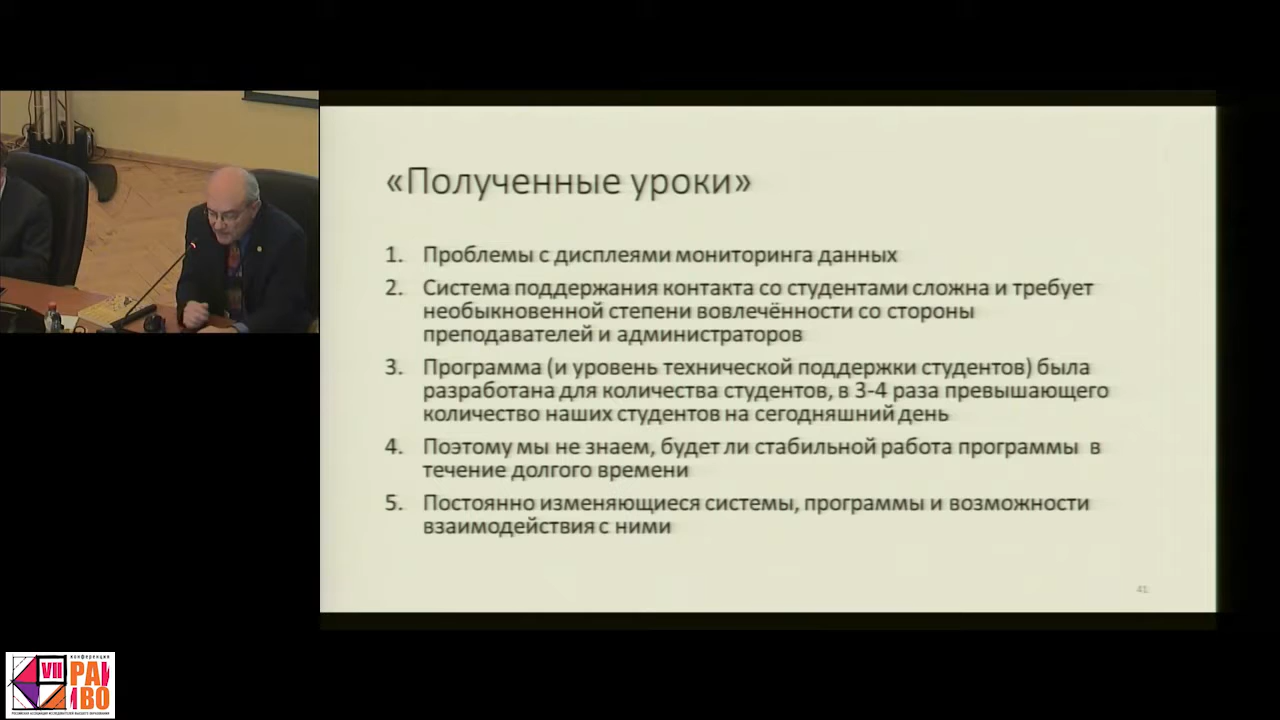 «Полученные уроки»
1. Проблемы с дисплеями мониторинга данных
2. Система поддержания контакта со студентами сложна и требует
необыкновенной степени вовлечённости со стороны
преподавателей и администраторов
3. Программа (и уровень технической поддержки студентов) была
разработана для количества студентов, в 3-4 раза превышающего
количество наших студентов на сегодняшний день
4. Поэтому мы не знаем, будет ли стабильной работа программы в
течение долгого времени
5. Постоянно изменяющиеся системы, программы и возможности
взаимодействия с ними
41
конференция
VII
РАИ
ВО